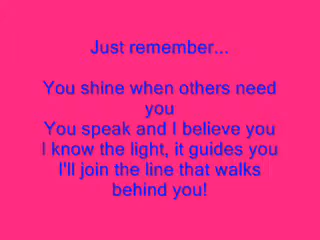 Just remember...
You shine when others need
you
You speak and I believe you
I know the light, it guides you
I'll join the line that walks
behind you!